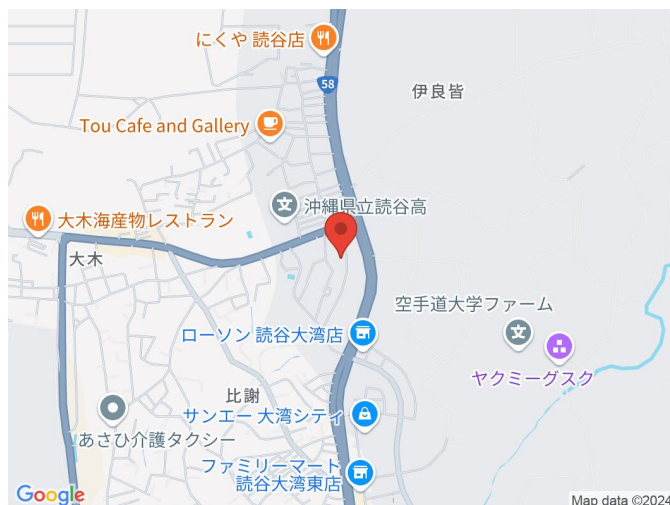 にくや 読谷店
58
伊良皆
Tou Cafe and Gallery
沖縄県立読谷高
大木海産物レストラン
大木
空手道大学ファーム
ローソン 読谷大湾店
ヤクミーグスク
比謝
サンエー 大湾シティ
あさひ介護タクシー
ファミリーマート
読谷大湾東店
Google
Map data ©2024